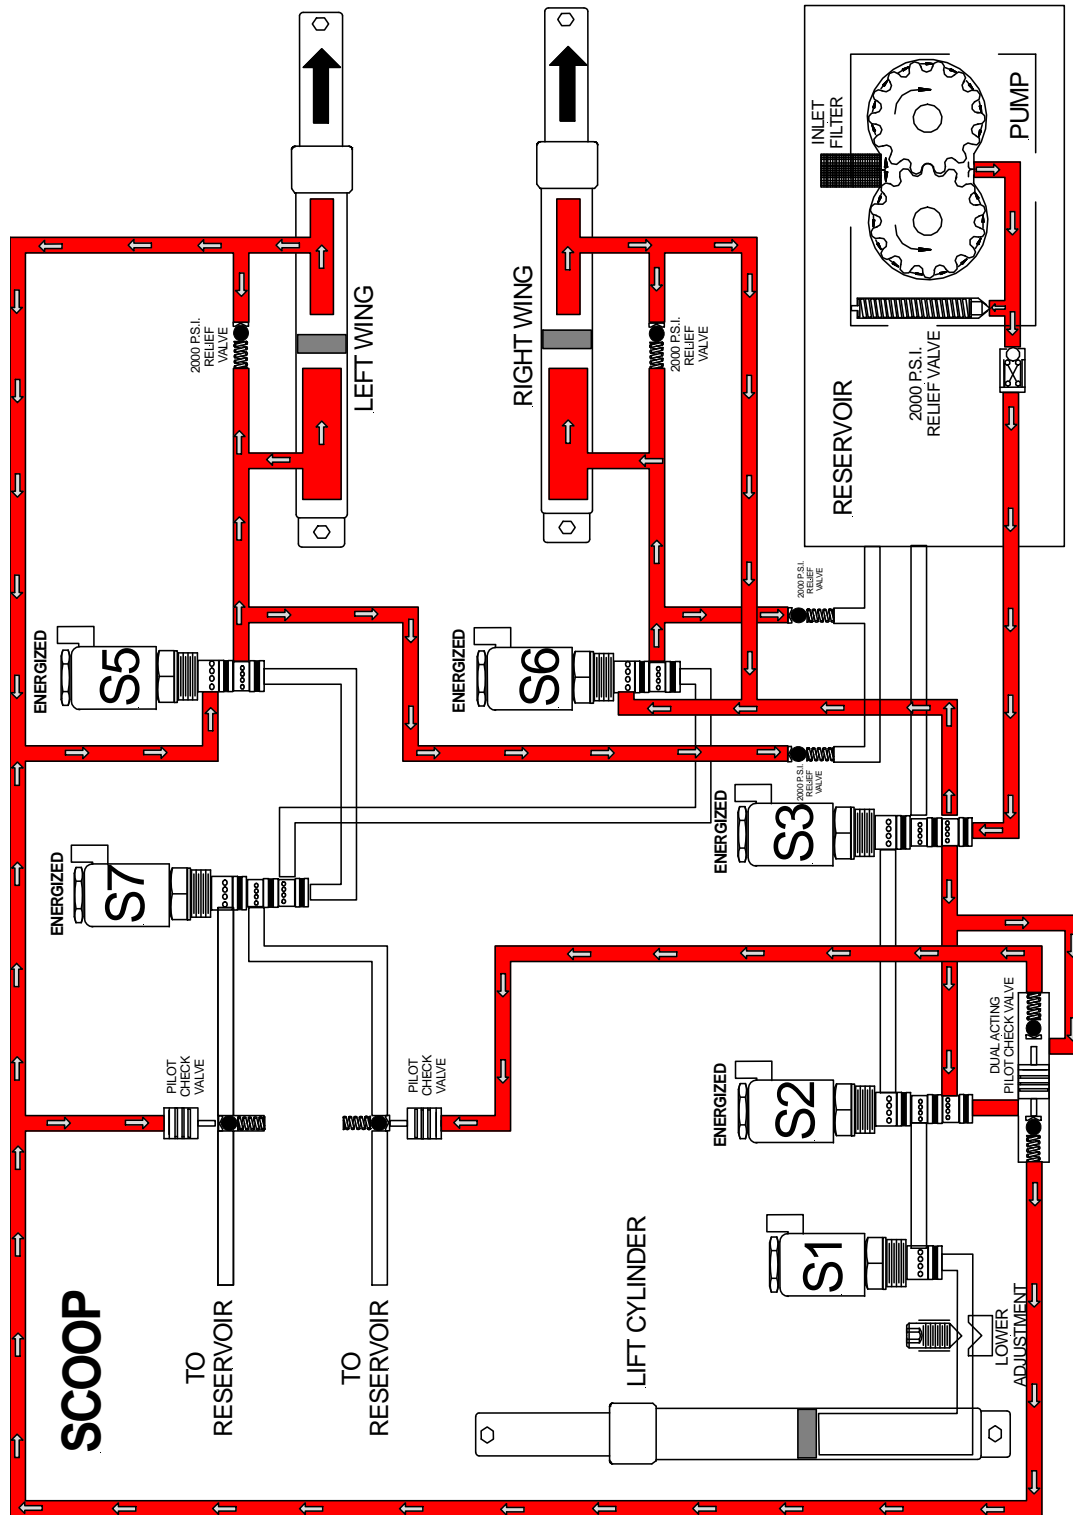 SCOOP
TO
RESERVOIR
TO
RESERVOIR
PILOT
CHECK
VALVE
PILOT
CHECK
VALVE
ENERGIZED
S7
ENERGIZED
S5
2000 P.S.I.
RELIEF
VALVE
LEFT WING
ENERGIZED
S6
RIGHT WING
2000 P.S.I.
RELIEF
VALVE
2000 P.S.I.
RELIEF
VALVE
2000 P.S.I.
RELIEF
VALVE
ENERGIZED
S3
ENERGIZED
S2
S1
LIFT CYLINDER
LOWER
ADJUSTMENT
DUAL ACTING
PILOT CHECK VALVE
RESERVOIR
2000 P.S.I.
RELIEF VALVE
INLET
FILTER
PUMP